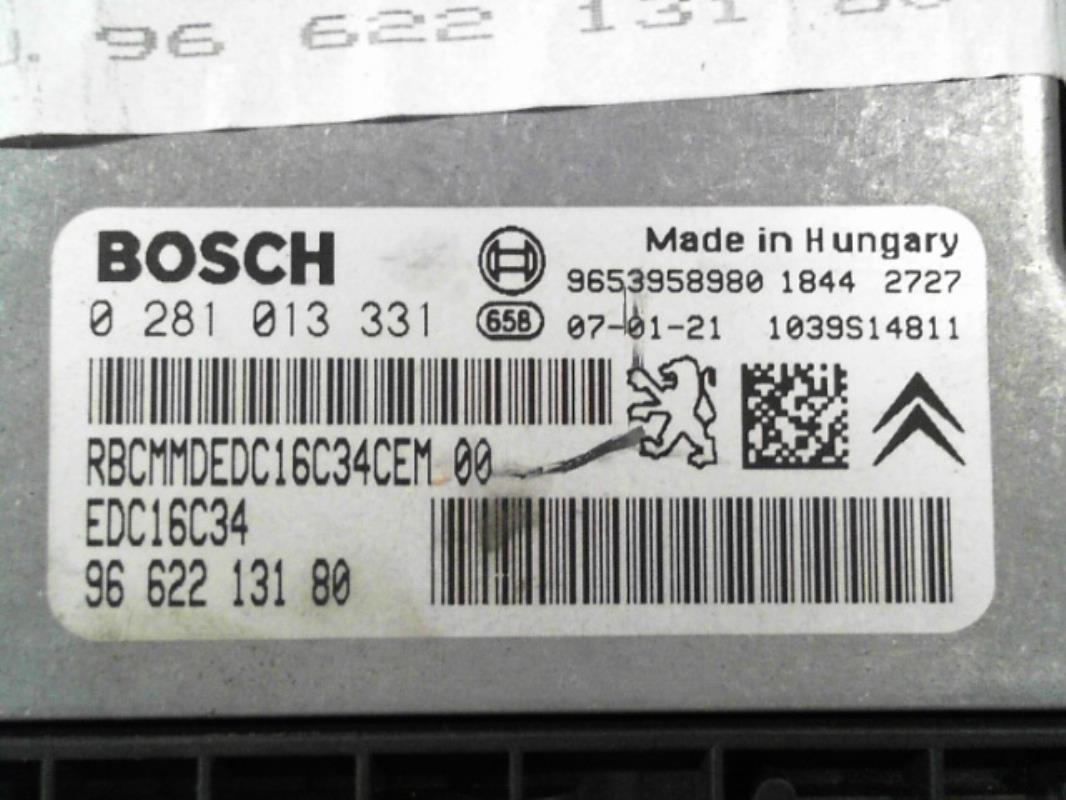 96 622 131 80
BOSCH
Made in Hungary
9653958980 1844 2727
0 281 013 331
658
07-01-21 1039S14811
RBCMMDEDC16C34CEM 00
EDC16C34
96 622 131 80